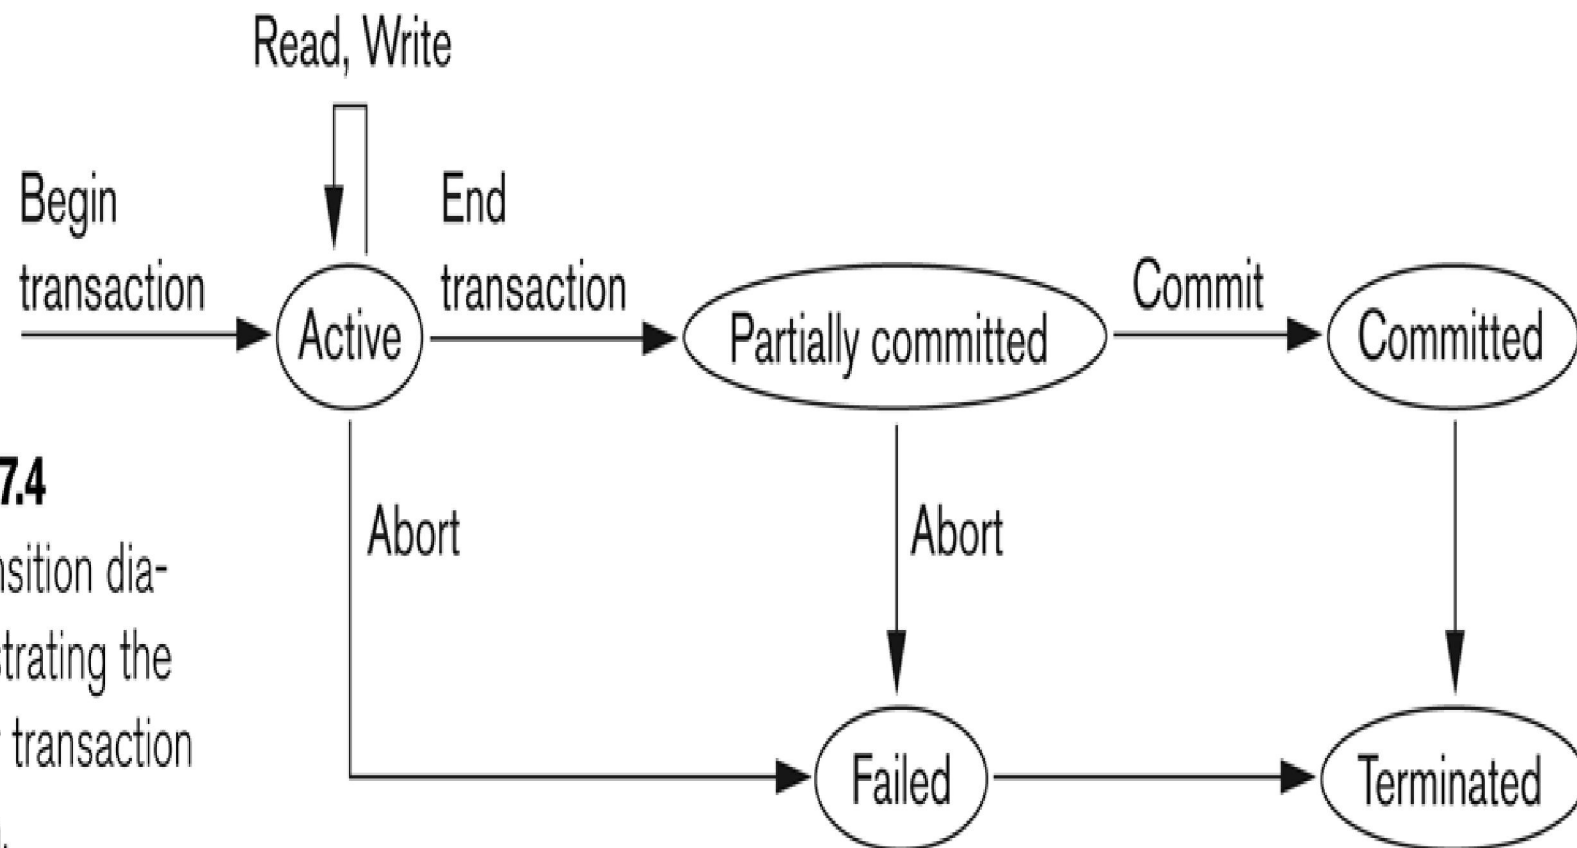 Read, Write
Begin
transaction
End
transaction
Commit
Active
Partially committed
Committed
7.4
Abort
Abort
nsition dia-
strating the
transaction
Failed
Terminated